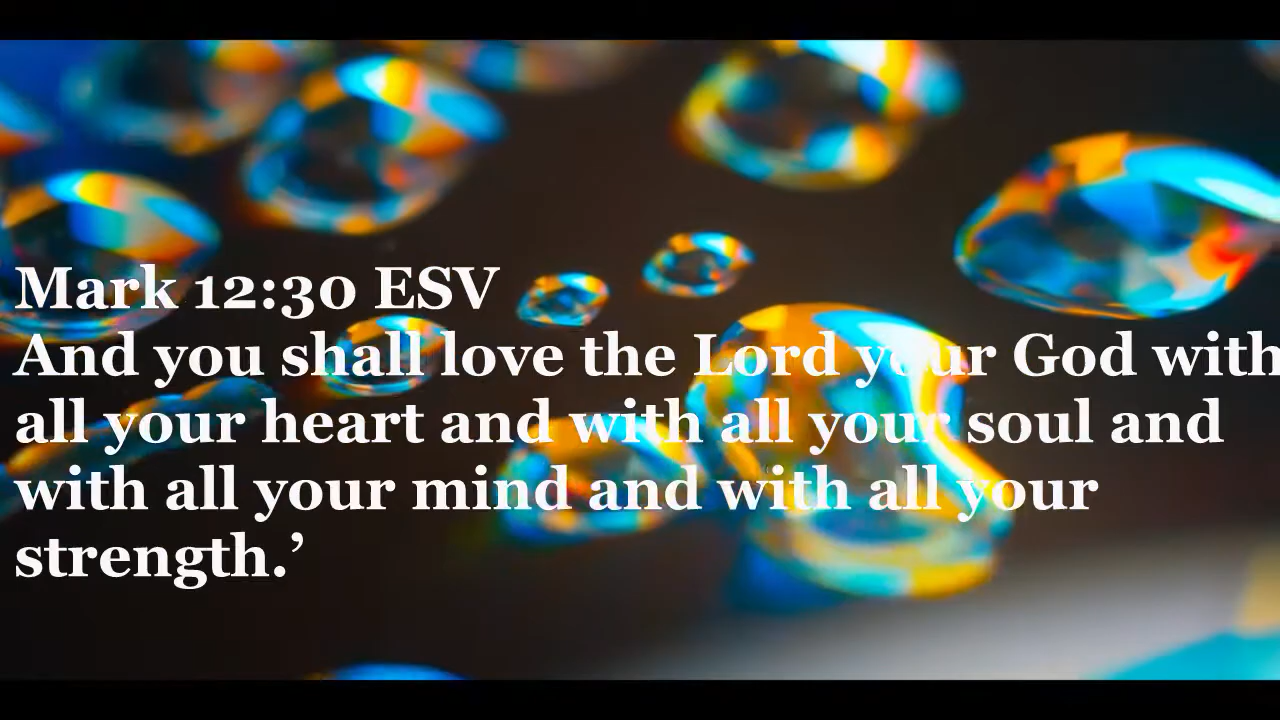 Mark 12:30 ESV
And you shall love the Lord your God with
all your heart and with all your soul and
with all your mind and with all your
strength.’